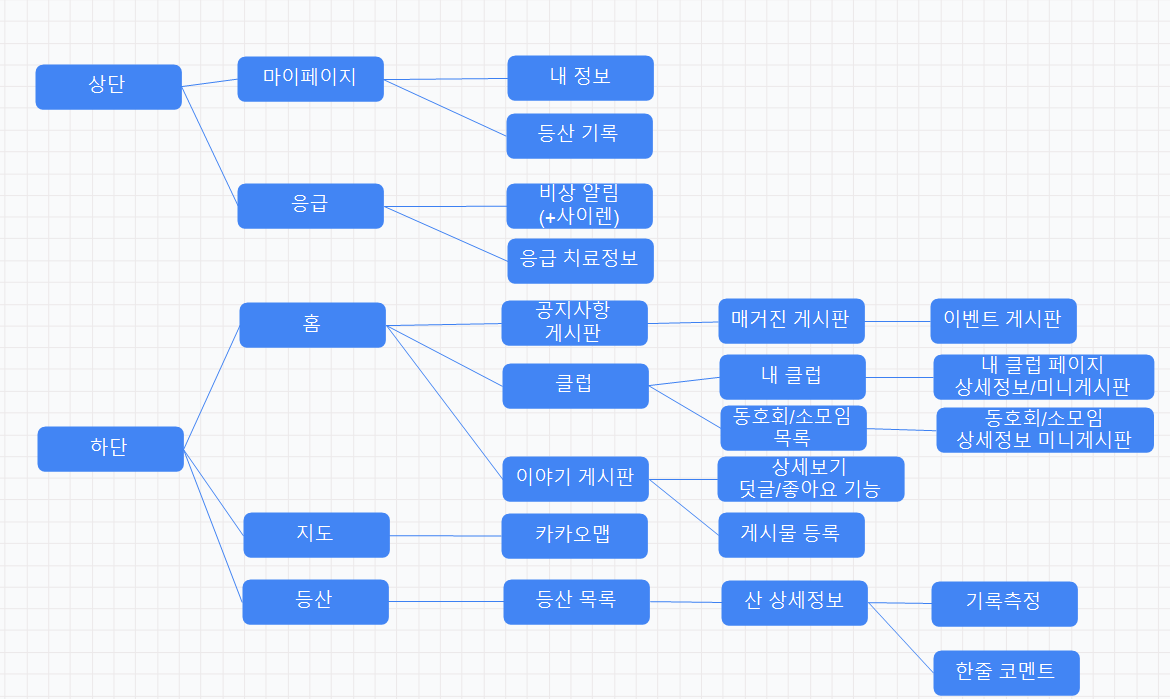 상단
마이페이지
내 정보
등산 기록
응급
비상 알림
(+사이렌)
응급 치료정보
홈
공지사항
게시판
매거진 게시판
이벤트 게시판
클럽
내 클럽
내 클럽 페이지
상세정보/미니게시판
동호회/소모임
목록
동호회/소모임
상세정보 미니게시판
하단
이야기 게시판
상세보기
덧글/좋아요 기능
게시물 등록
지도
카카오맵
등산
등산 목록
산 상세정보
기록측정
한줄 코멘트